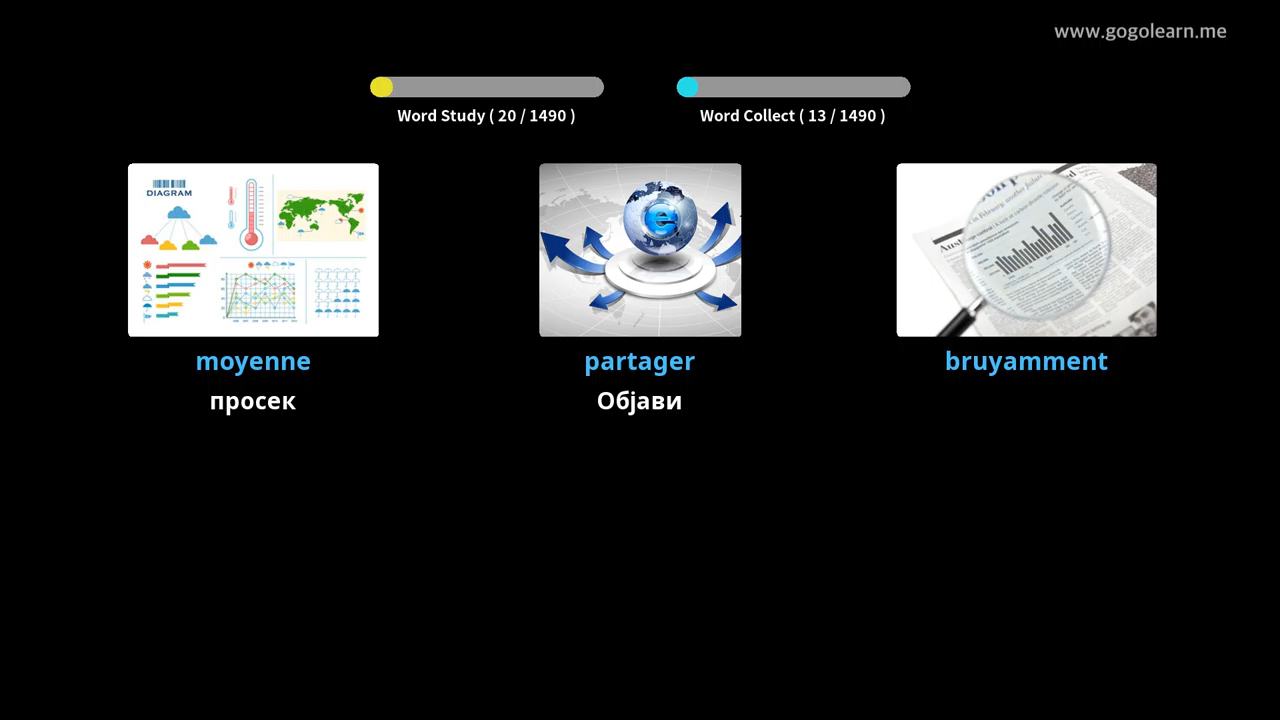 www.gogolearn.me
Word Study ( 20 / 1490 )
Word Collect ( 13 / 1490 )
DIAGRAM
e
moyenne
partager
bruyamment
просек
Објави